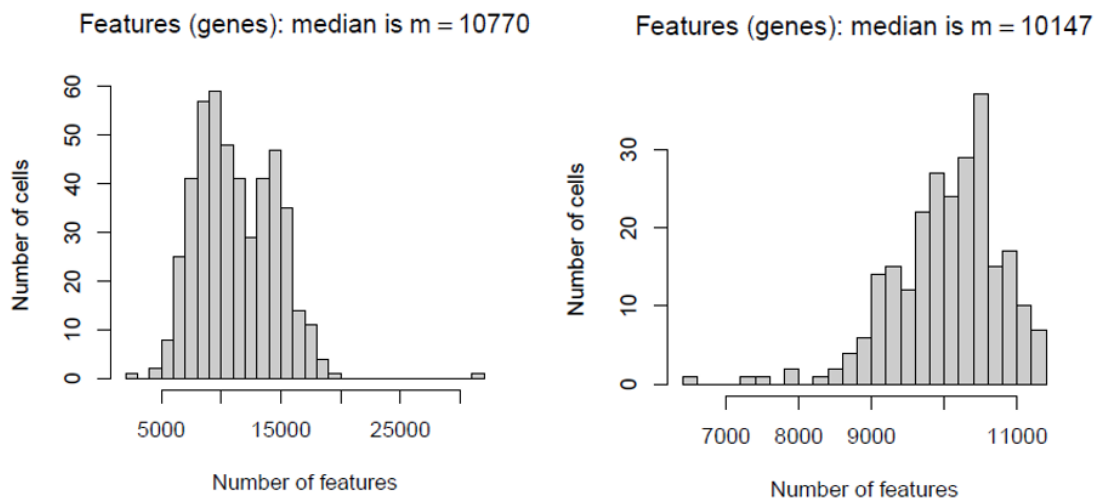 Features (genes): median is m = 10770
Number of cells
60
50
40
30
20
10
0
5000 15000 25000
Number of features
Features (genes): median is m = 10147
Number of cells
30
20
10
0
7000 8000 9000 11000
Number of features